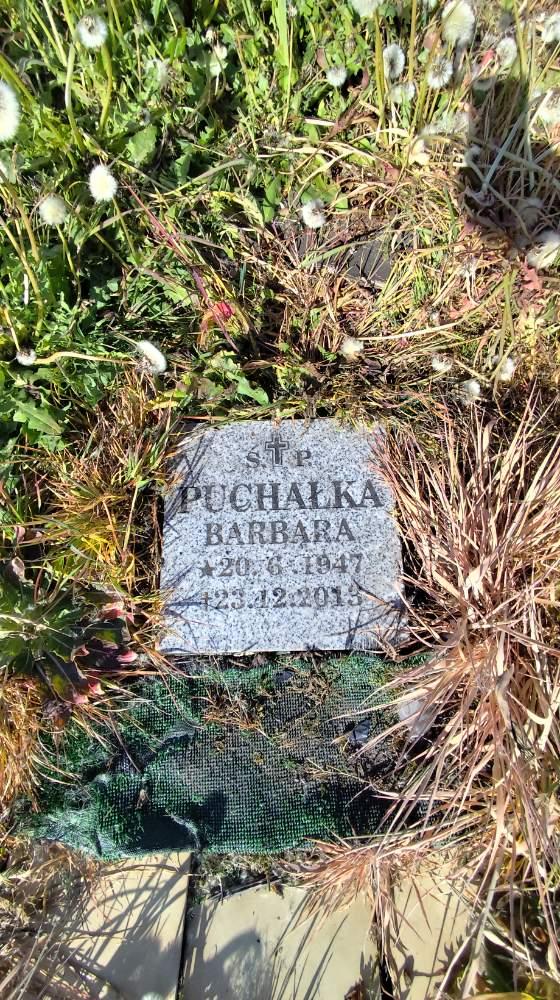 S. P.
PUCHAŁKA
BARBARA
★20. 6. 1947
†23.12.2013